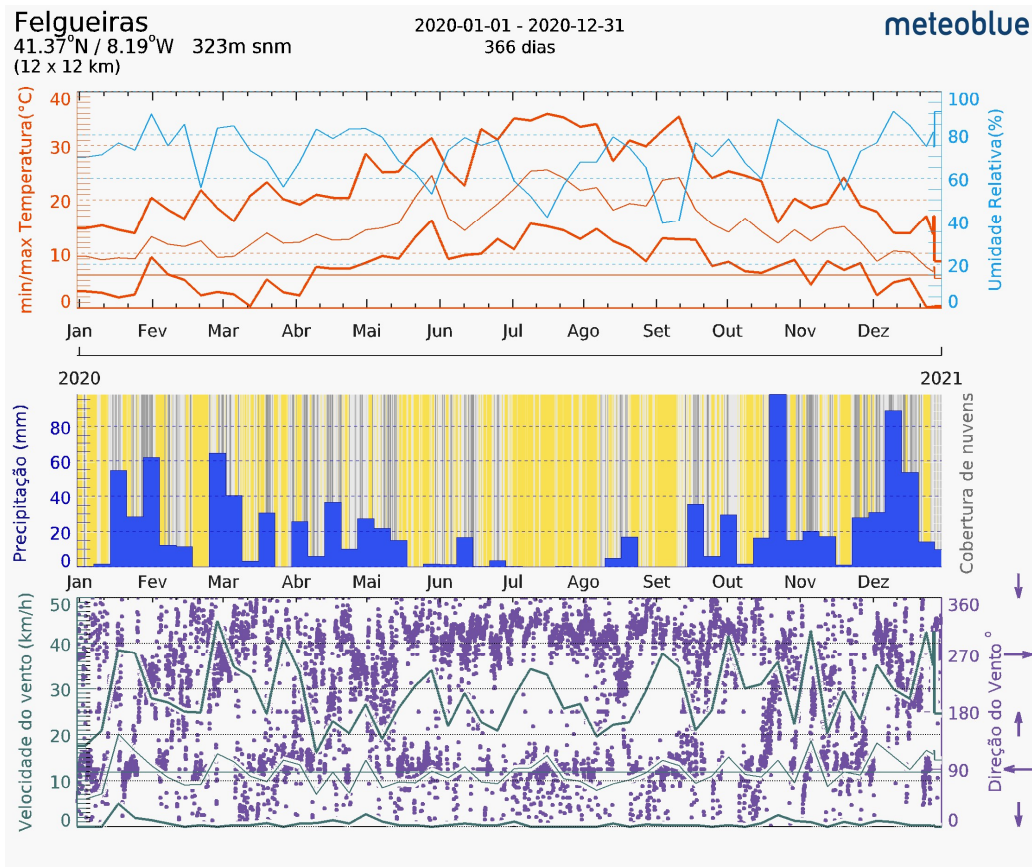 Felgueiras
41.37°N / 8.19°W 323m snm
(12 x 12 km)
2020-01-01 - 2020-12-31
366 dias
meteoblue
min/max Temperatura(°C)
40
30
20
10
0
100
80
60
40
20
0
Umidade Relativa(%)
Jan Fev Mar Abr Mai Jun Jul Ago Set Out Nov Dez
2020 2021
Precipitação (mm)
80
60
40
20
0
Cobertura de nuvens
Jan Fev Mar Abr Mai Jun Jul Ago Set Out Nov Dez
Velocidade do vento (km/h)
50
40
30
20
10
0
360
270
180
90
0
Direção do Vento °